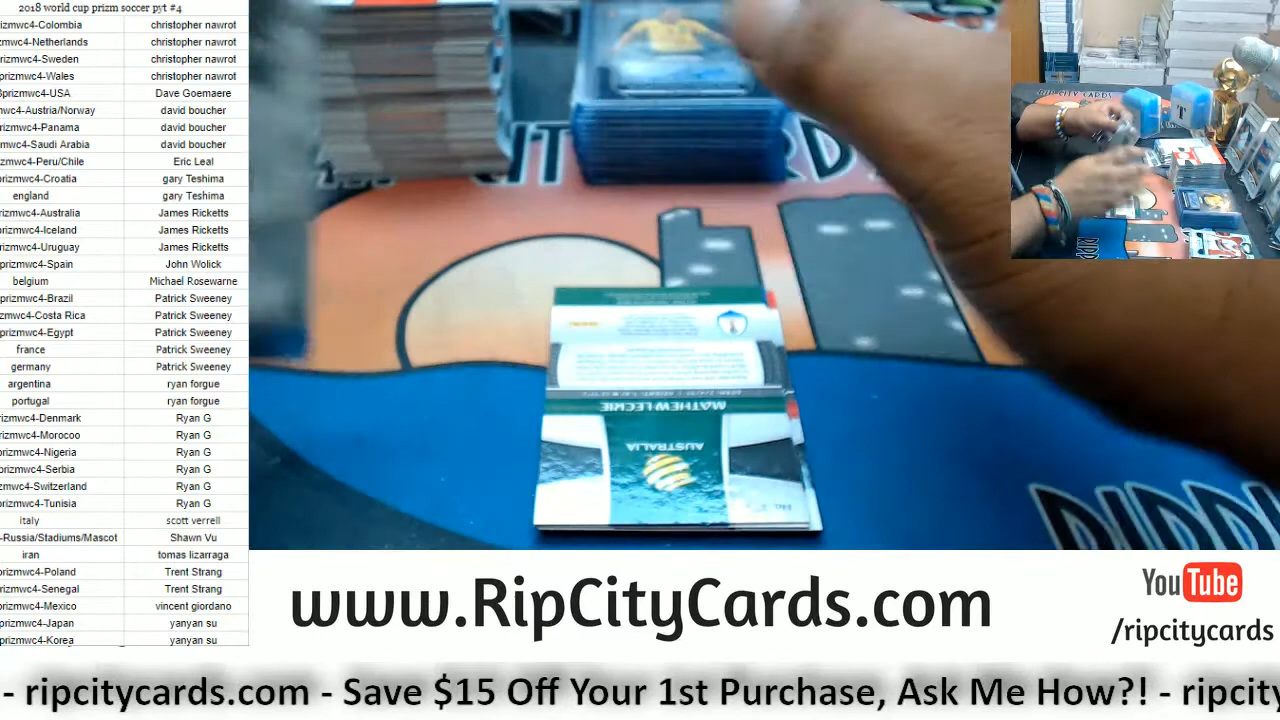 2018 world cup prizm soccer pyt #4
rizmwc4-Colombia christopher nawrot
zmwc4-Netherlands christopher nawrot
rizmwc4-Sweden christopher nawrot
prizmwc4-Wales christopher nawrot
8prizmwc4-USA Dave Goemaere
nwc4-Austria/Norway david boucher
rizmwc4-Panama david boucher
mwc4-Saudi Arabia david boucher
zmwc4-Peru/Chile Eric Leal
prizmwc4-Croatia gary Teshima
england gary Teshima
rizmwc4-Australia James Ricketts
prizmwc4-Iceland James Ricketts
rizmwc4-Uruguay James Ricketts
prizmwc4-Spain John Wolick
belgium Michael Rosewarne
prizmwc4-Brazil Patrick Sweeney
zmwc4-Costa Rica Patrick Sweeney
prizmwc4-Egypt Patrick Sweeney
france Patrick Sweeney
germany Patrick Sweeney
argentina ryan forgue
portugal ryan forgue
rizmwc4-Denmark Ryan G
rizmwc4-Morocoo Ryan G
prizmwc4-Nigeria Ryan G
prizmwc4-Serbia Ryan G
zmwc4-Switzerland Ryan G
rizmwc4-Tunisia Ryan G
italy scott verrell
-Russia/Stadiums/Mascot Shawn Vu
iran tomas lizarraga
prizmwc4-Poland Trent Strang
rizmwc4-Senegal Trent Strang
prizmwc4-Mexico vincent giordano
prizmwc4-Japan yanyan su
prizmwc4-Korea yanyan su
MATHEW LECKIE
AUSTRALIA
www.RipCityCards.com
YouTube
/ripcitycards
- ripcitycards.com - Save $15 Off Your 1st Purchase, Ask Me How?! - ripcity